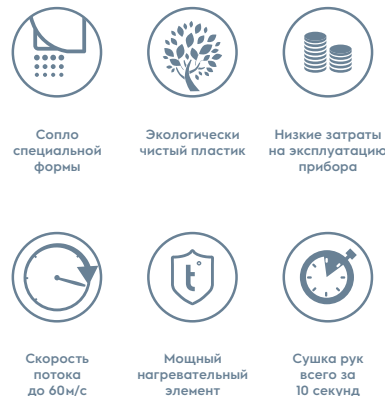 Сопло
специальной
формы
Экологически
чистый пластик
Низкие затраты
на эксплуатацию
прибора
t°
Скорость
потока
до 60м/с
Мощный
нагревательный
элемент
Сушка рук
всего за
10 секунд